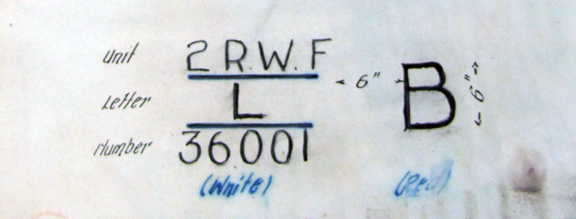 Unit 2 R.W.F
Letter L 6" B 6"
Number 36001
(White) (Red)